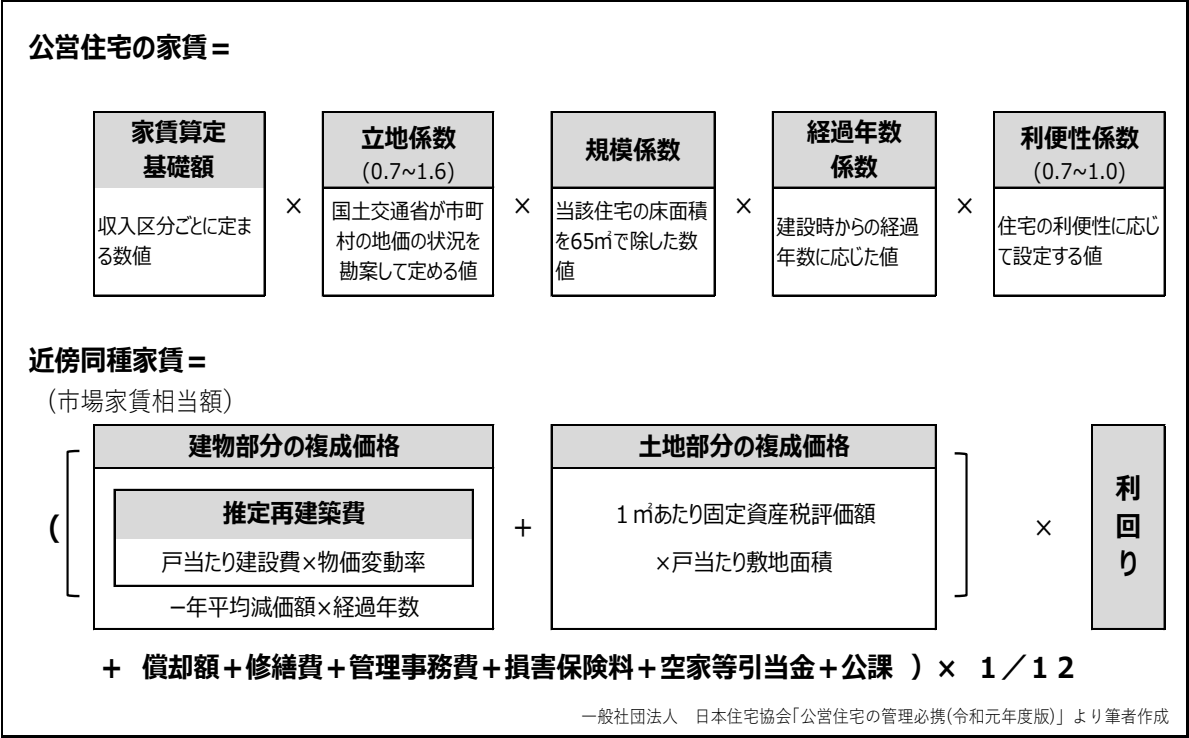 公営住宅の家賃＝
家賃算定
基礎額
収入区分ごとに定ま
る数値
×
立地係数
(0.7~1.6)
国土交通省が市町
村の地価の状況を
勘案して定める値
×
規模係数
当該住宅の床面積
を65㎡で除した数
値
×
経過年数
係数
建設時からの経過
年数に応じた値
×
利便性係数
(0.7~1.0)
住宅の利便性に応じ
て設定する値
近傍同種家賃＝
（市場家賃相当額）
(
建物部分の複成価格
推定再建築費
戸当たり建設費×物価変動率
−年平均減価額×経過年数
+
土地部分の複成価格
１㎡あたり固定資産税評価額
×戸当たり敷地面積
×
利
回
り
＋ 償却額＋修繕費＋管理事務費＋損害保険料＋空家等引当金＋公課 ）× １／１２
一般社団法人　日本住宅協会｢公営住宅の管理必携(令和元年度版)」より筆者作成